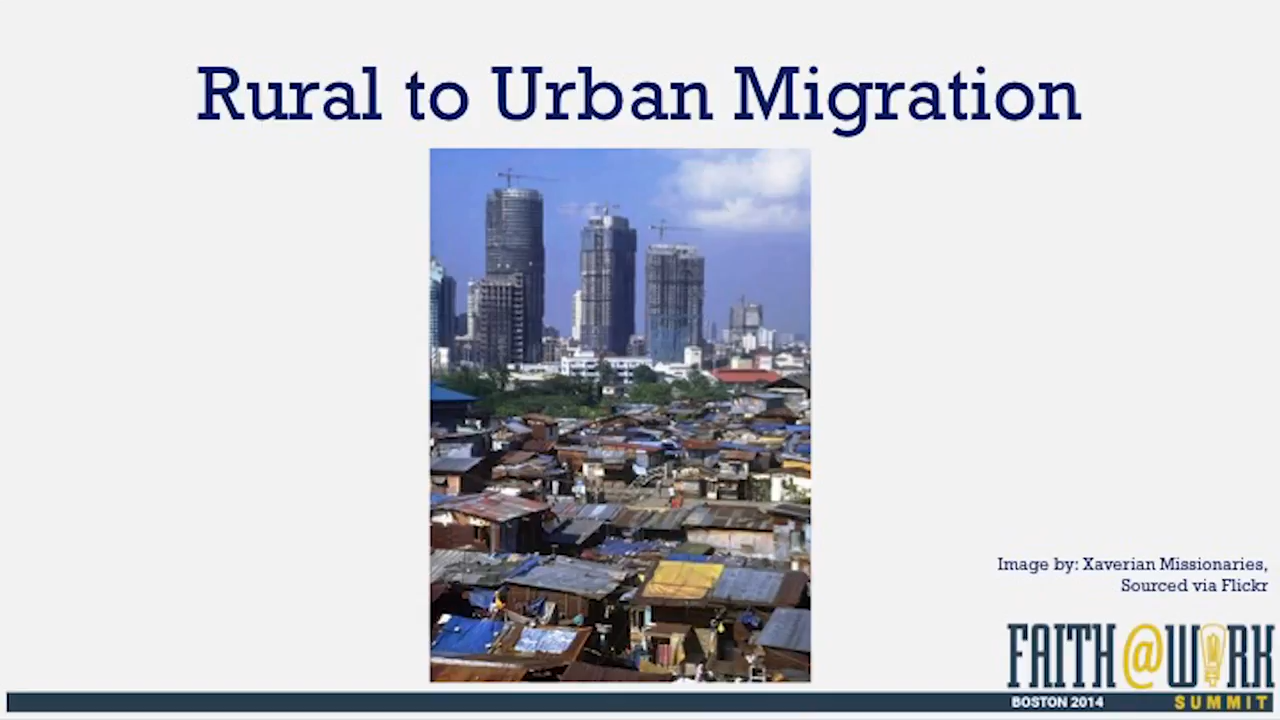 Rural to Urban Migration
Image by: Xaverian Missionaries,
Sourced via Flickr
FAITH@WORK
BOSTON 2014
SUMMIT